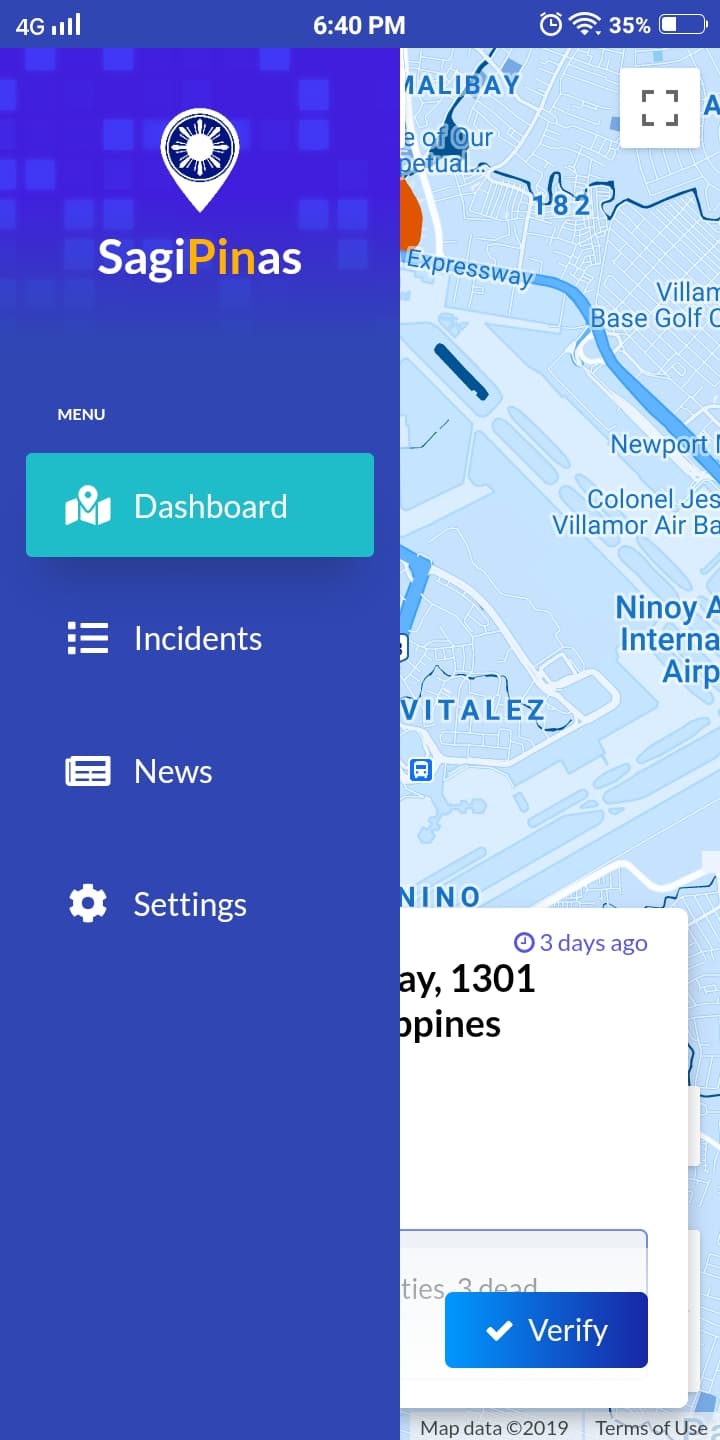 4G 6:40 PM 35%
SagiPinas
MENU
Dashboard
Incidents
News
Settings
MALIBAY
e of Our
petual...
182
Expressway
Villam
Base Golf C
Newport
Colonel Jes
Villamor Air Ba
Ninoy A
Interna
Airp
VITALEZ
NINO
3 days ago
ay, 1301
ppines
ties, 3 dead
Verify
Map data ©2019 Terms of Use